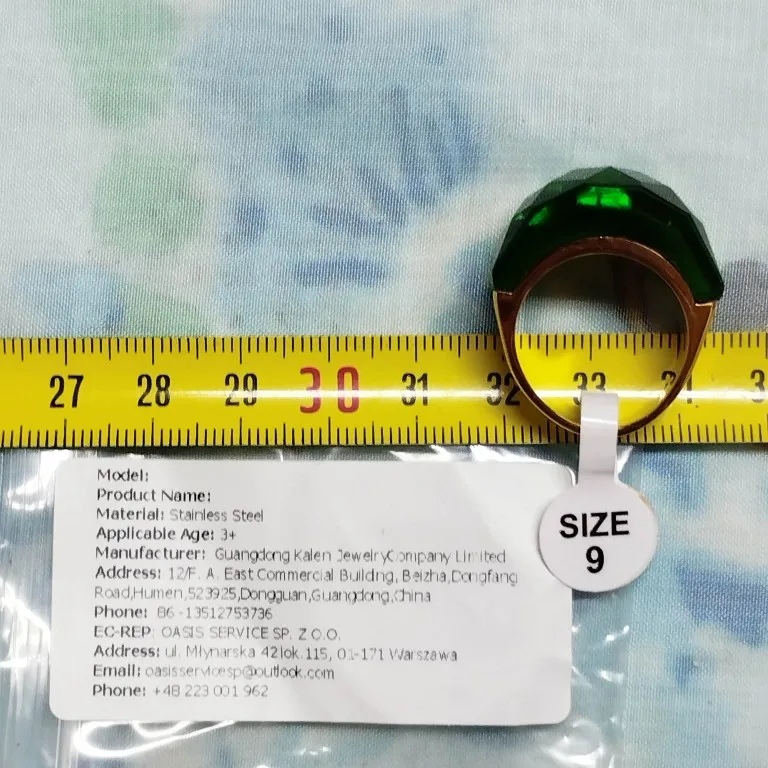 27 28 29 30 31 32 33
SIZE
9
Model:
Product Name:
Material: Stainless Steel
Applicable Age: 3+
Manufacturer: Guangdong Kalen JewelryCompany Limited
Address: 12/F. A. East Commercial Building, Beizha,Dongfang
Road,Humen,523925,Dongguan,Guangdong,China
Phone: 86 -13512753736
EC-REP: OASIS SERVICE SP. Z O.O.
Address: ul. Młynarska 42lok.115, 01-171 Warszawa
Email: oasisservicesp@outlook.com
Phone: +48 223 001 962